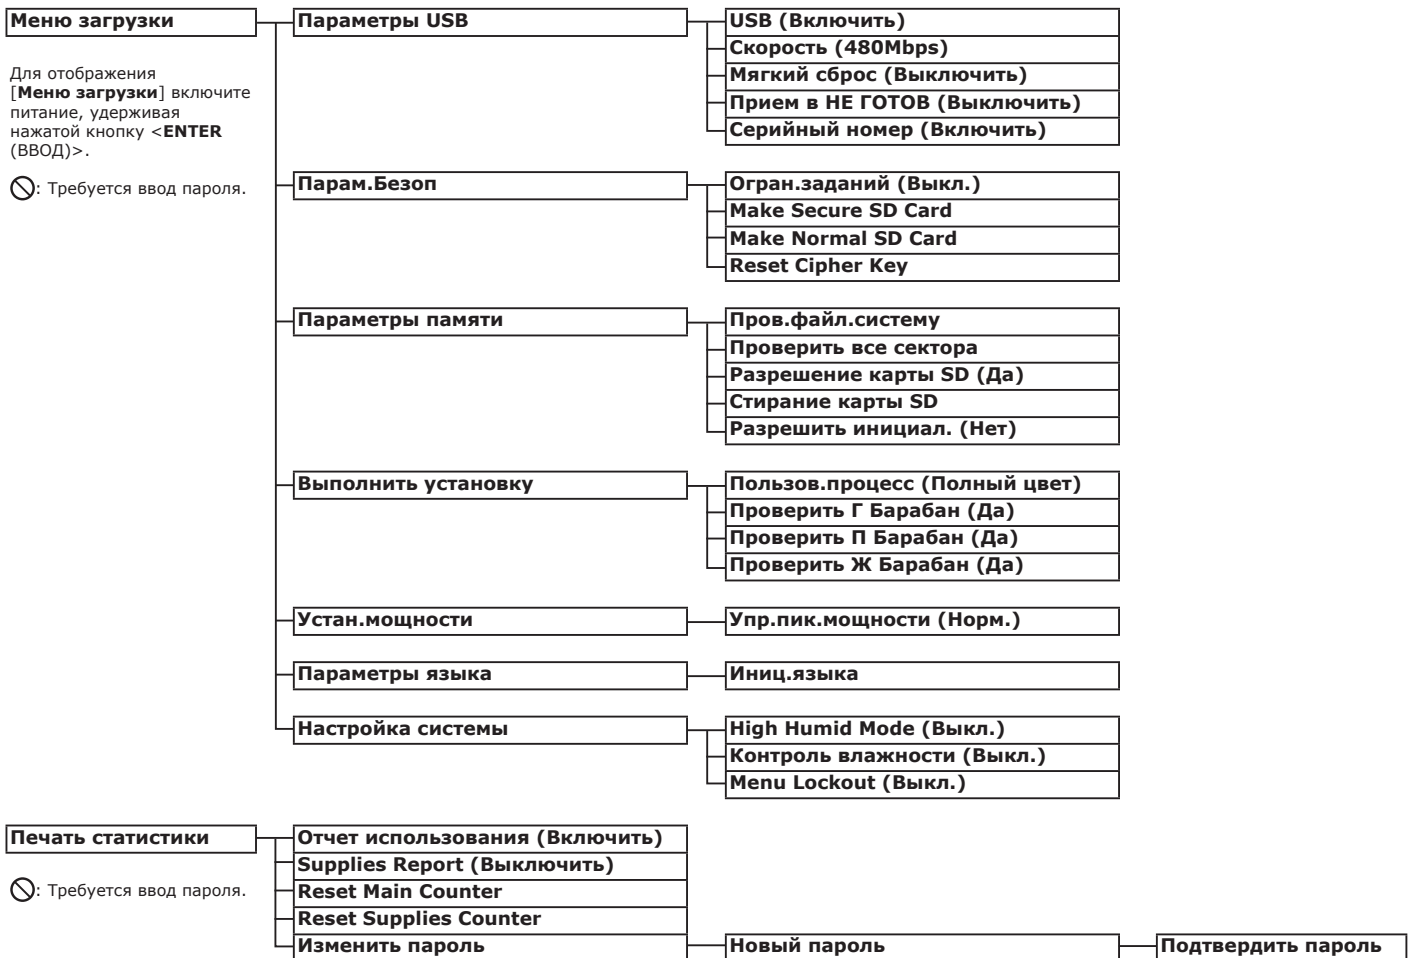 Меню загрузки
Для отображения
[Меню загрузки] включите
питание, удерживая
нажатой кнопку <ENTER
(ВВОД)>.
: Требуется ввод пароля.
Параметры USB
USB (Включить)
Скорость (480Mbps)
Мягкий сброс (Выключить)
Прием в НЕ ГОТОВ (Выключить)
Серийный номер (Включить)
Парам.Безоп
Огран.заданий (Выкл.)
Make Secure SD Card
Make Normal SD Card
Reset Cipher Key
Параметры памяти
Пров.файл.систему
Проверить все сектора
Разрешение карты SD (Да)
Стирание карты SD
Разрешить инициал. (Нет)
Выполнить установку
Пользов.процесс (Полный цвет)
Проверить Г Барабан (Да)
Проверить П Барабан (Да)
Проверить Ж Барабан (Да)
Устан.мощности
Упр.пик.мощности (Норм.)
Параметры языка
Иниц.языка
Настройка системы
High Humid Mode (Выкл.)
Контроль влажности (Выкл.)
Menu Lockout (Выкл.)
Печать статистики
: Требуется ввод пароля.
Отчет использования (Включить)
Supplies Report (Выключить)
Reset Main Counter
Reset Supplies Counter
Изменить пароль
Новый пароль
Подтвердить пароль